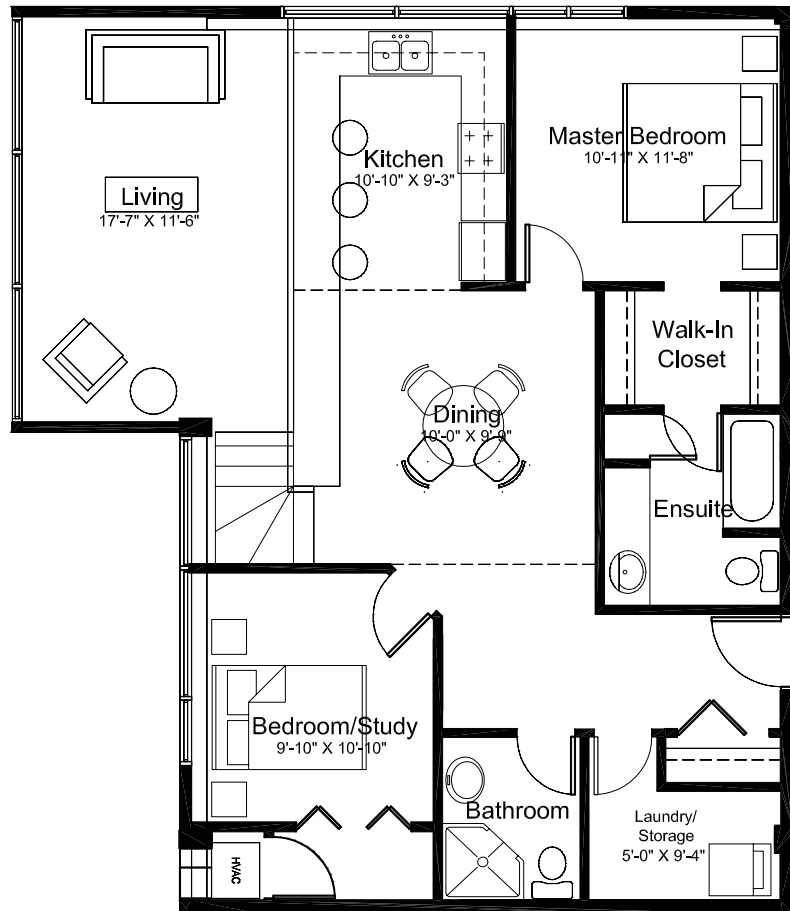 Master Bedroom
10'-11" X 11'-8"
Kitchen
10'-10" X 9'-3"
Living
17'-7" X 11'-6"
Walk-In
Closet
Dining
10'-0" X 9'-9"
Ensuite
Bedroom/Study
9'-10" X 10'-10"
Bathroom
Laundry/
Storage
5'-0" X 9'-4"
HVAC